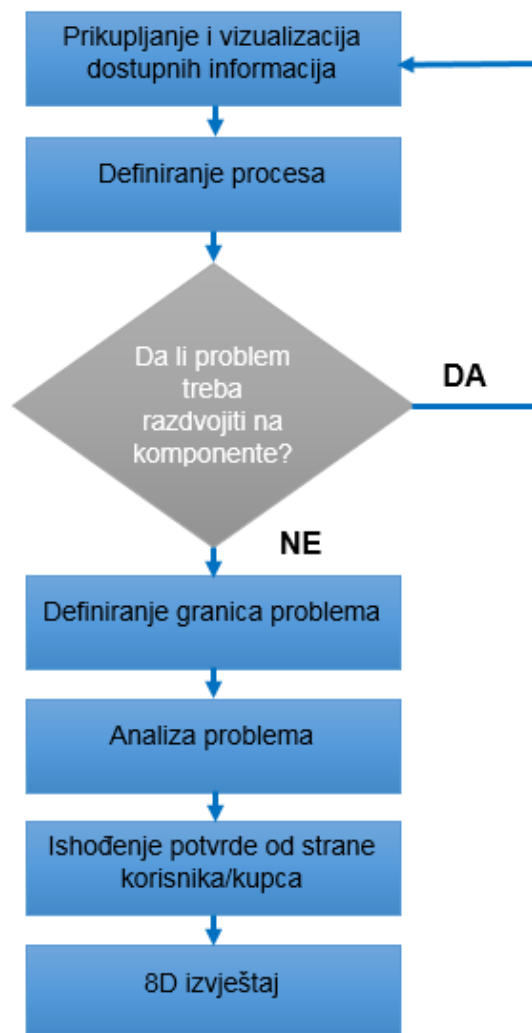 Prikupljanje i vizualizacija
dostupnih informacija
Definiranje procesa
Da li problem
treba
razdvojiti na
komponente?
DA
NE
Definiranje granica problema
Analiza problema
Ishođenje potvrde od strane
korisnika/kupca
8D izvještaj